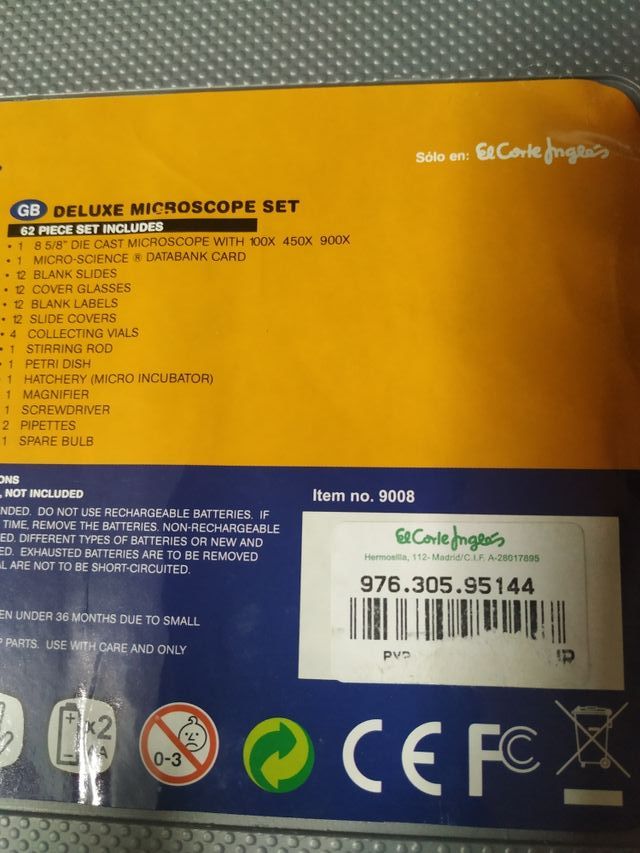 Sólo en: El Corte Inglés
GB DELUXE MICROSCOPE SET
62 PIECE SET INCLUDES
• 1 8 5/8" DIE CAST MICROSCOPE WITH 100X 450X 900X
• 1 MICRO-SCIENCE ® DATABANK CARD
• 12 BLANK SLIDES
• 12 COVER GLASSES
• 12 BLANK LABELS
• 12 SLIDE COVERS
• 4 COLLECTING VIALS
• 1 STIRRING ROD
• 1 PETRI DISH
1 HATCHERY (MICRO INCUBATOR)
1 MAGNIFIER
1 SCREWDRIVER
2 PIPETTES
1 SPARE BULB
ONS
, NOT INCLUDED
NDED. DO NOT USE RECHARGEABLE BATTERIES. IF
TIME, REMOVE THE BATTERIES. NON-RECHARGEABLE
ED. DIFFERENT TYPES OF BATTERIES OR NEW AND
ED. EXHAUSTED BATTERIES ARE TO BE REMOVED
AL ARE NOT TO BE SHORT-CIRCUITED.
EN UNDER 36 MONTHS DUE TO SMALL
P PARTS. USE WITH CARE AND ONLY
Item no. 9008
El Corte Inglés
Hermosilla, 112- Madrid/C.I.F. A-28017895
976.305.95144
PVP
x2
AA
0-3
CE FCC